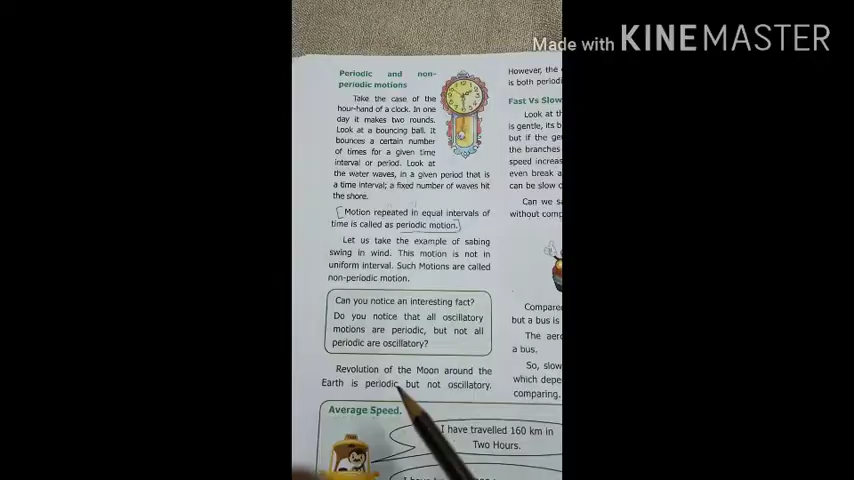 Made with KINEMASTER
Periodic and non-
periodic motions
Take the case of the
hour-hand of a clock. In one
day it makes two rounds.
Look at a bouncing ball. It
bounces a certain number
of times for a given time
interval or period. Look at
the water waves, in a given period that is
a time interval; a fixed number of waves hit
the shore.
Motion repeated in equal intervals of
time is called as periodic motion.
Let us take the example of sabing
swing in wind. This motion is not in
uniform interval. Such Motions are called
non-periodic motion.
Can you notice an interesting fact?
Do you notice that all oscillatory
motions are periodic, but not all
periodic are oscillatory?
Revolution of the Moon around the
Earth is periodic but not oscillatory.
Average Speed.
I have travelled 160 km in
Two Hours.
However, the
is both period
Fast Vs Slow
Look at th
is gentle, its b
but if the ge
the branches
speed increas
even break a
can be slow o
Can we s
without comp
Compare
but a bus is
The aer
a bus.
So, slow
which depe
comparing.